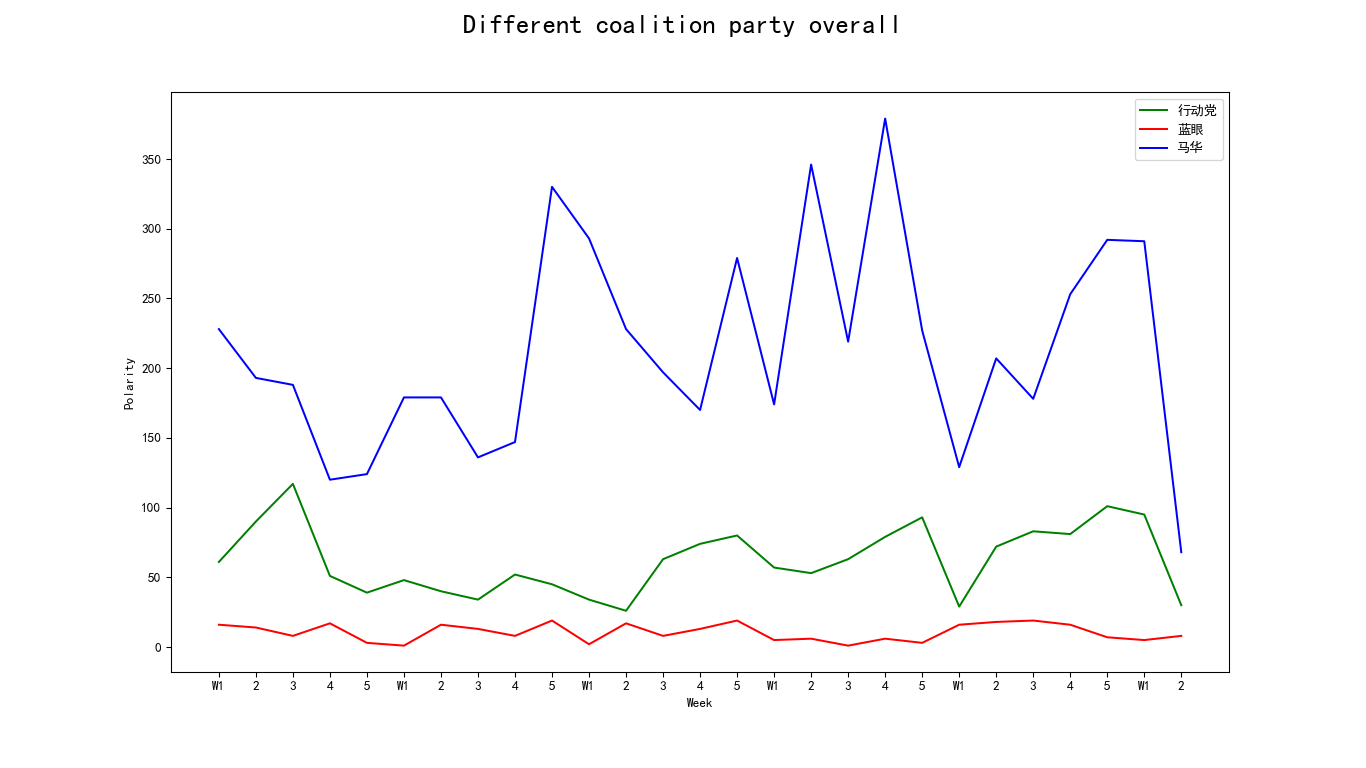 Different coalition party overall
行动党
蓝眼
马华
350
300
250
200
150
100
50
0
Polarity
W1 2 3 4 5 W1 2 3 4 5 W1 2 3 4 5 W1 2 3 4 5 W1 2 3 4 5 W1 2
Week